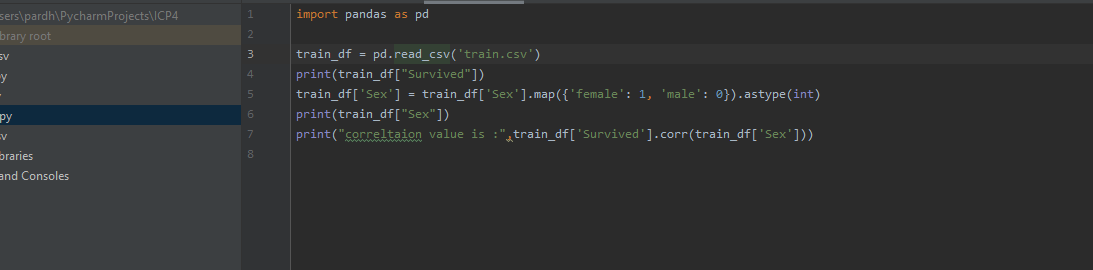 sers\pardh\PycharmProjects\ICP4
brary root
sv
py
py
sv
braries
and Consoles
1 import pandas as pd
2
3 train_df = pd.read_csv('train.csv')
4 print(train_df["Survived"])
5 train_df['Sex'] = train_df['Sex'].map({'female': 1, 'male': 0}).astype(int)
6 print(train_df["Sex"])
7 print("correltaion value is :",train_df['Survived'].corr(train_df['Sex']))
8